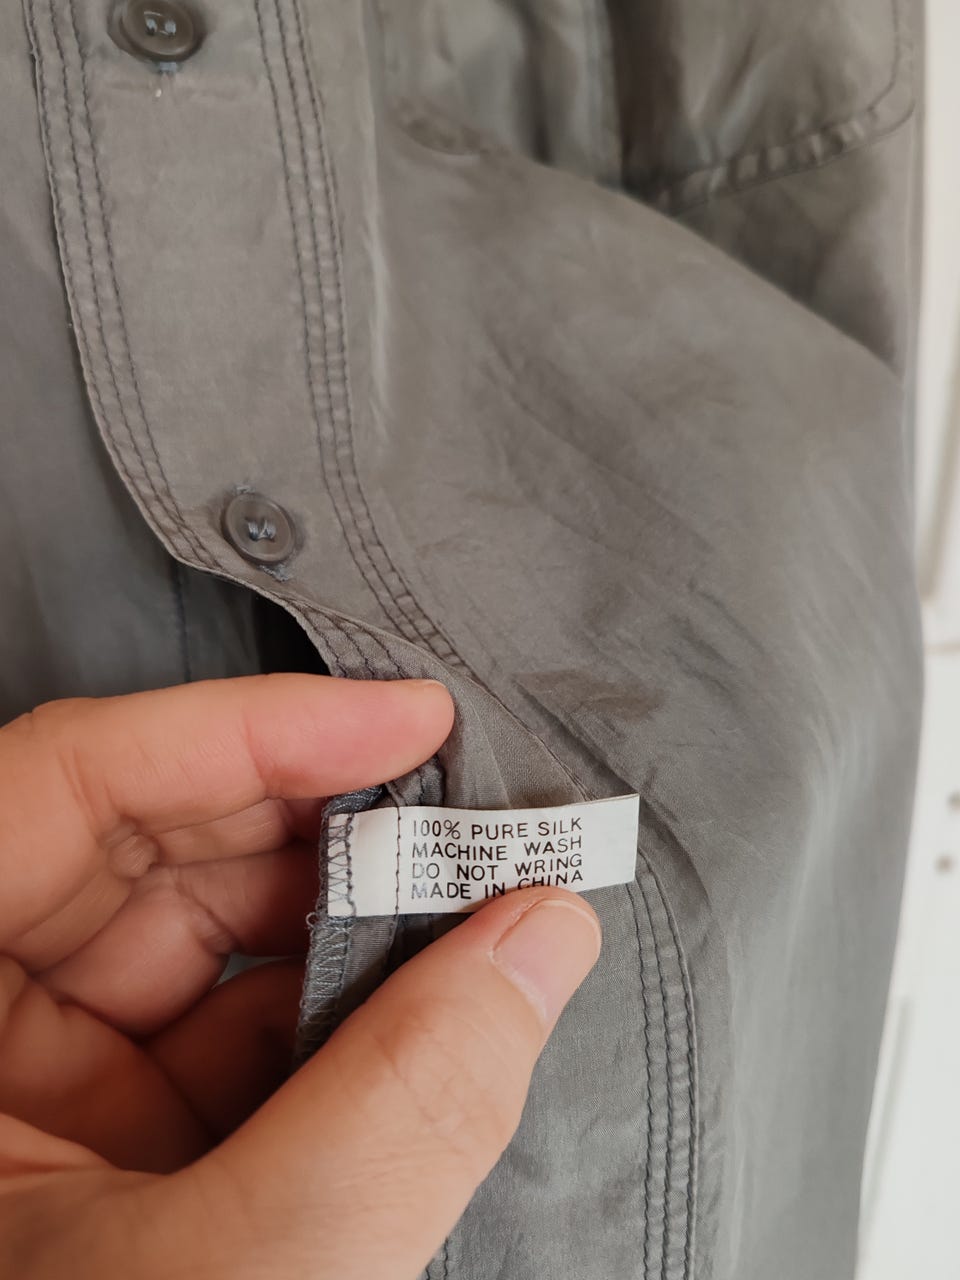 100% PURE SILK
MACHINE WASH
DO NOT WRING
MADE IN CHINA